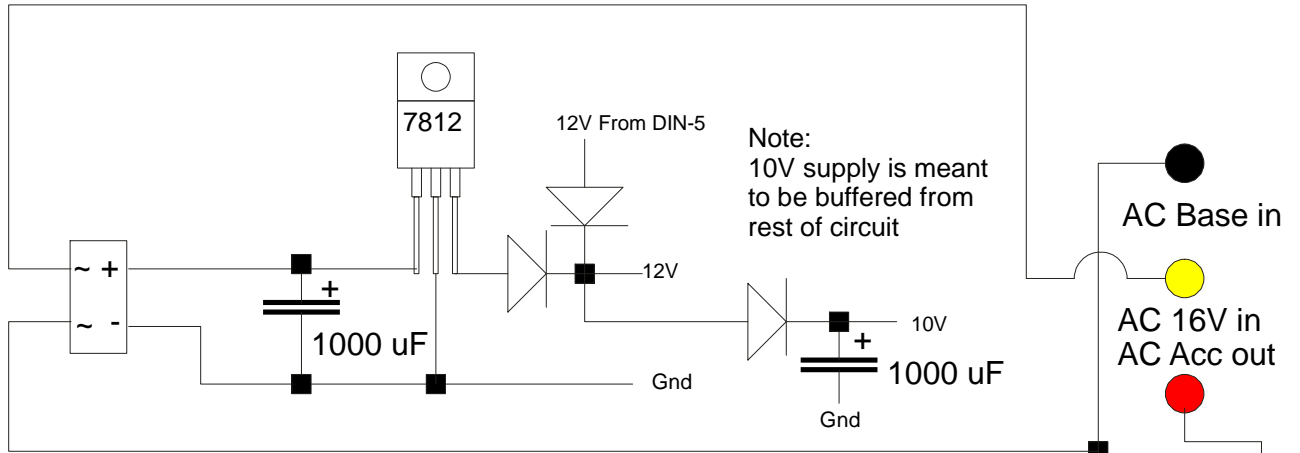 7812
12V From DIN-5
Note:
10V supply is meant
to be buffered from
rest of circuit
AC Base in
~ +
~ -
+
1000 uF
12V
10V
+
1000 uF
Gnd
Gnd
AC 16V in
AC Acc out